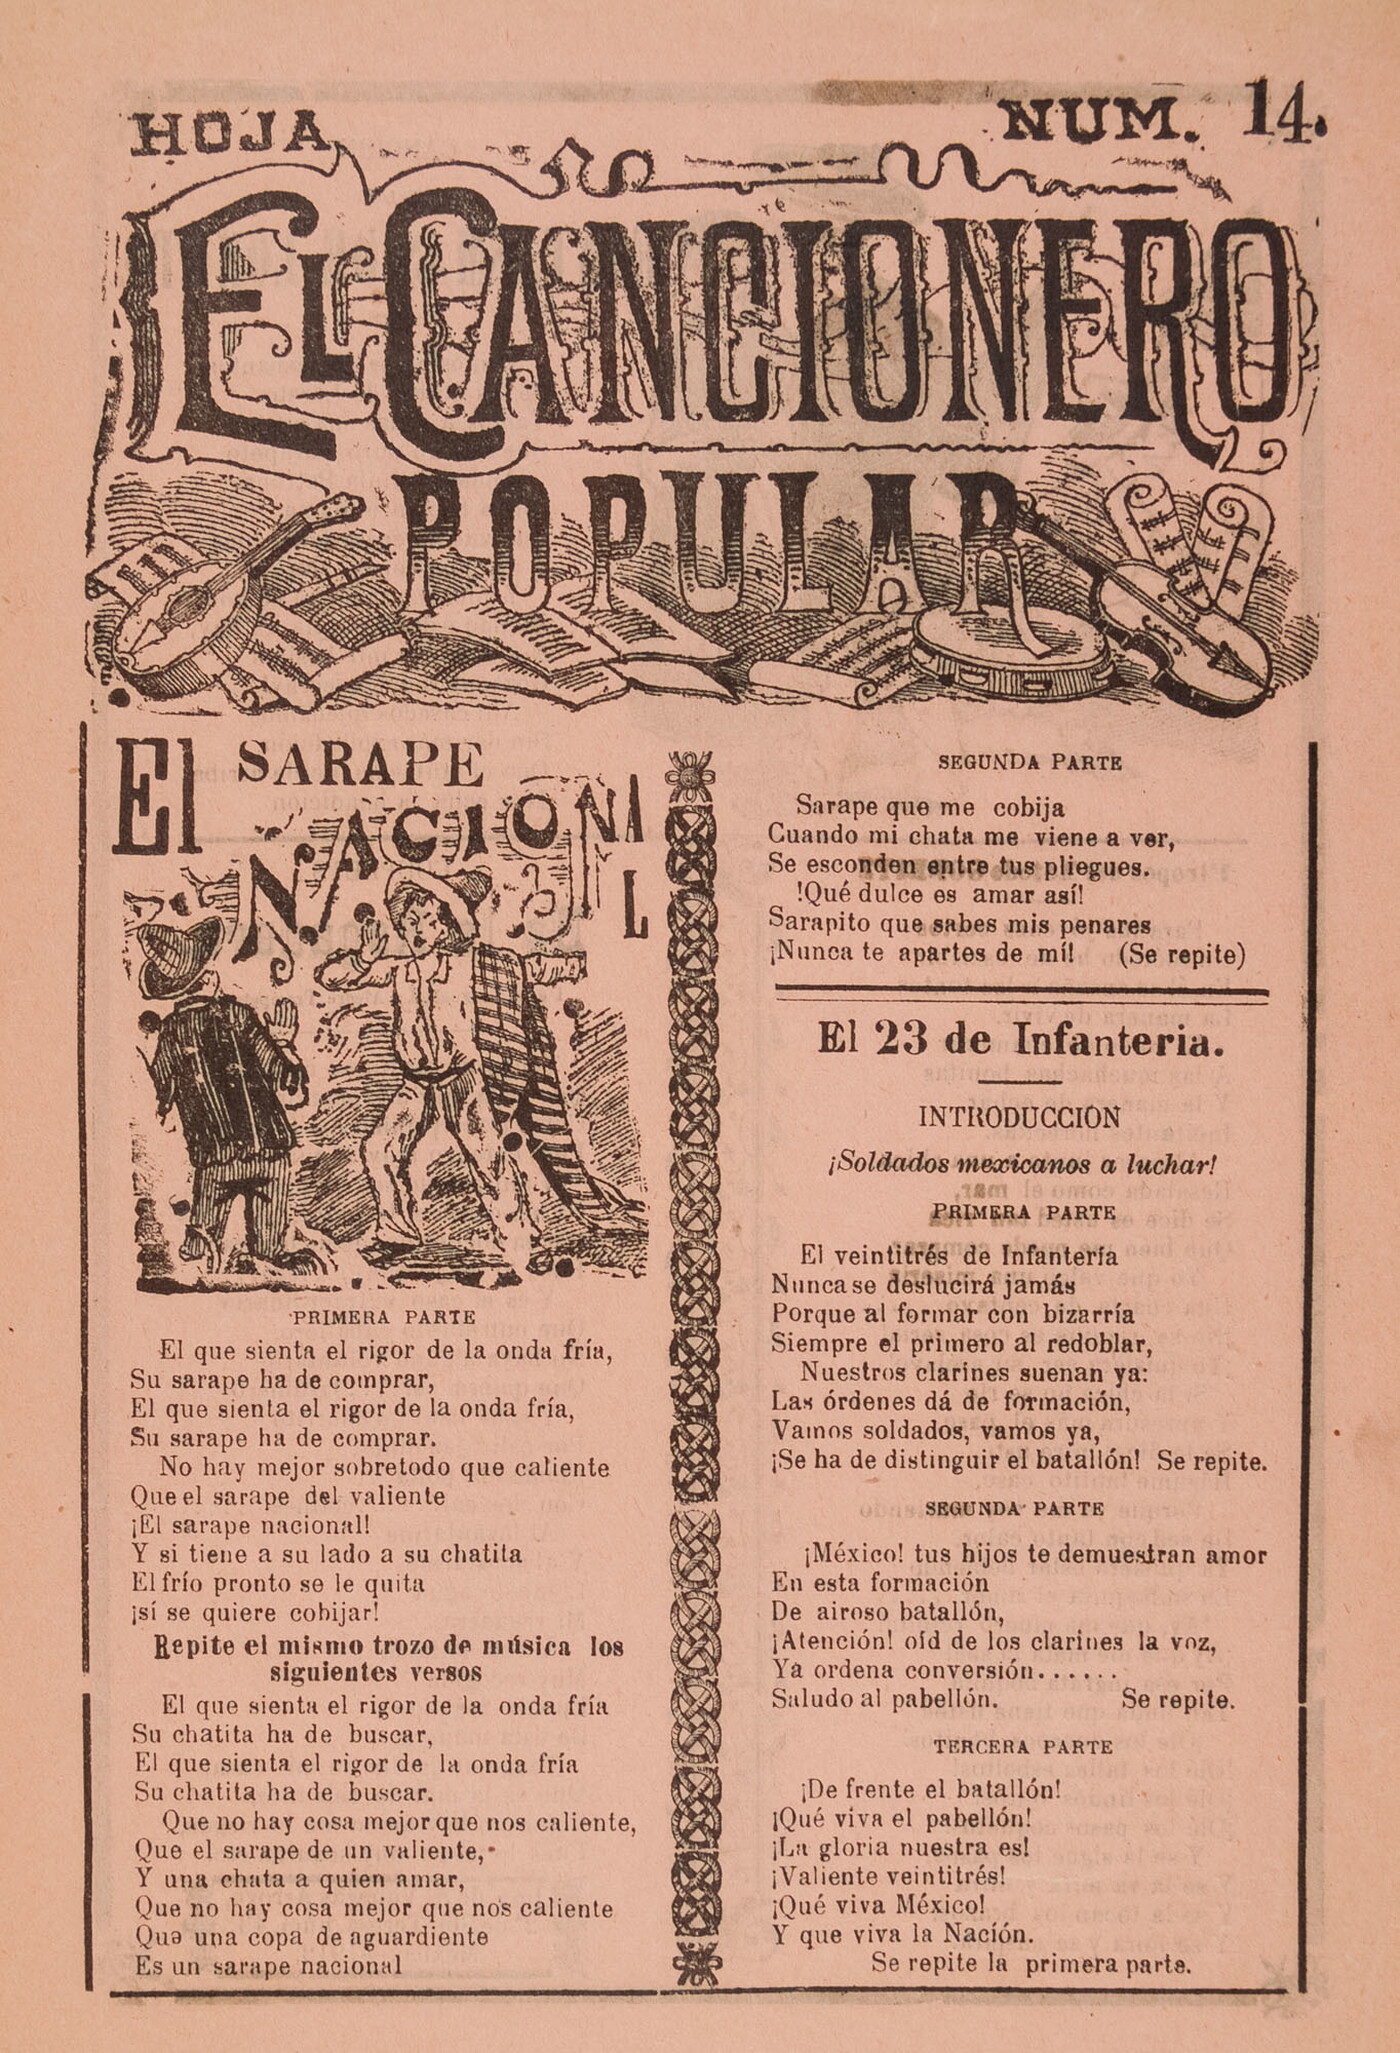 HOJA NUM. 14.
EL CANCIONERO
POPULAR
El SARAPE
NACIONAL
PRIMERA PARTE
El que sienta el rigor de la onda fría,
Su sarape ha de comprar,
El que sienta el rigor de la onda fría,
Su sarape ha de comprar.
No hay mejor sobretodo que caliente
Que el sarape del valiente
¡El sarape nacional!
Y si tiene a su lado a su chatita
El frío pronto se le quita
¡sí se quiere cobijar!
Repite el mismo trozo de música los
siguientes versos
El que sienta el rigor de la onda fría
Su chatita ha de buscar,
El que sienta el rigor de la onda fría
Su chatita ha de buscar.
Que no hay cosa mejor que nos caliente,
Que el sarape de un valiente,
Y una chata a quien amar,
Que no hay cosa mejor que nos caliente
Que una copa de aguardiente
Es un sarape nacional
SEGUNDA PARTE
Sarape que me cobija
Cuando mi chata me viene a ver,
Se esconden entre tus pliegues.
!Qué dulce es amar así!
Sarapito que sabes mis penares
¡Nunca te apartes de mí! (Se repite)
El 23 de Infanteria.
INTRODUCCION
¡Soldados mexicanos a luchar!
PRIMERA PARTE
El veintitrés de Infantería
Nunca se deslucirá jamás
Porque al formar con bizarría
Siempre el primero al redoblar,
Nuestros clarines suenan ya:
Las órdenes dá de formación,
Vamos soldados, vamos ya,
¡Se ha de distinguir el batallón! Se repite.
SEGUNDA PARTE
¡México! tus hijos te demuestran amor
En esta formación
De airoso batallón,
¡Atención! oíd de los clarines la voz,
Ya ordena conversión......
Saludo al pabellón. Se repite.
TERCERA PARTE
¡De frente el batallón!
¡Qué viva el pabellón!
¡La gloria nuestra es!
¡Valiente veintitrés!
¡Qué viva México!
Y que viva la Nacíón.
Se repite la primera parte.